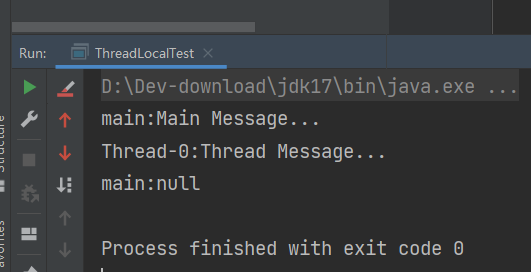 Run: ThreadLocalTest
D:\Dev-download\jdk17\bin\java.exe ...
main:Main Message...
Thread-0:Thread Message...
main:null
Process finished with exit code 0
Structure